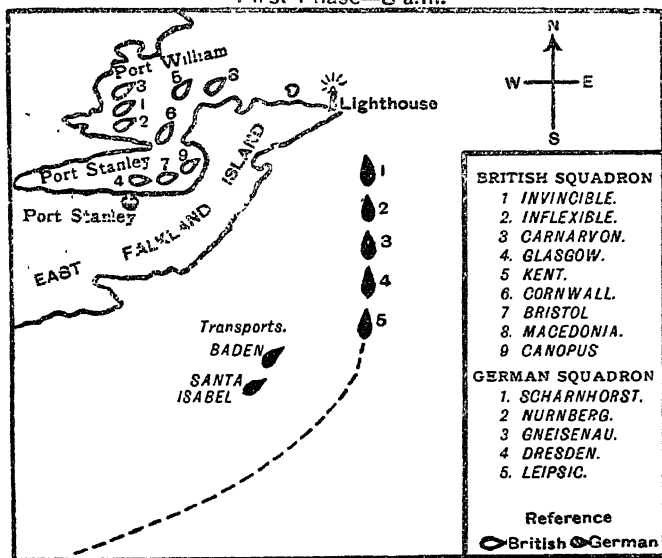 First Phase—8 a.m.
Port William
3
1
2
5
8
6
Lighthouse
N
W
E
S
Port Stanley
4
7
9
Port Stanley
EAST FALKLAND ISLAND
1
2
3
4
5
Transports.
BADEN
SANTA
ISABEL
BRITISH SQUADRON
1 INVINCIBLE.
2. INFLEXIBLE.
3 CARNARVON.
4. GLASGOW.
5 KENT.
6. CORNWALL.
7 BRISTOL
8. MACEDONIA.
9 CANOPUS
GERMAN SQUADRON
1. SCHARNHORST.
2 NURNBERG.
3 GNEISENAU.
4 DRESDEN.
5. LEIPSIC.
Reference
British German